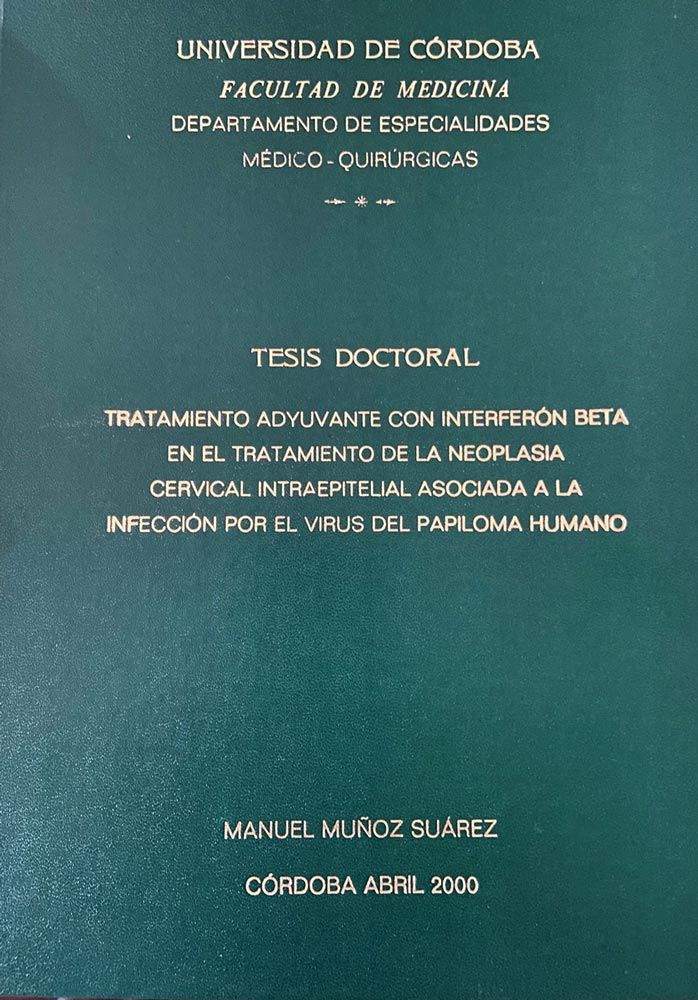 UNIVERSIDAD DE CÓRDOBA
FACULTAD DE MEDICINA
DEPARTAMENTO DE ESPECIALIDADES
MÉDICO - QUIRÚRGICAS
TESIS DOCTORAL
TRATAMIENTO ADYUVANTE CON INTERFERÓN BETA
EN EL TRATAMIENTO DE LA NEOPLASIA
CERVICAL INTRAEPITELIAL ASOCIADA A LA
INFECCIÓN POR EL VIRUS DEL PAPILOMA HUMANO
MANUEL MUÑOZ SUÁREZ
CÓRDOBA ABRIL 2000